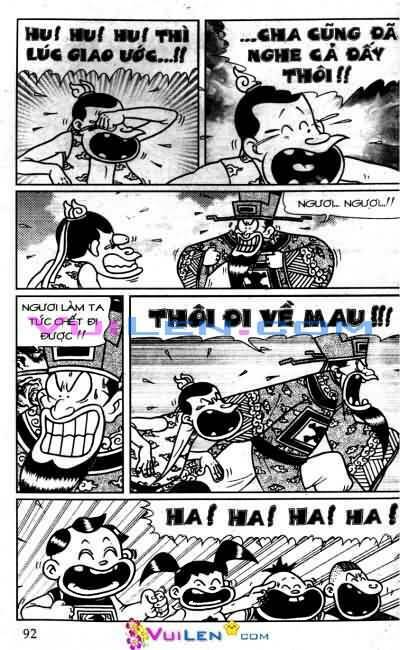 HU! HU! HU! THÌ
LÚC GIAO ƯỚC...!!
...CHA CŨNG ĐÃ
NGHE CẢ ĐẤY
THÔI!!
NGƯƠI.. NGƯƠI..!!
NGƯƠI LÀM TA
TỨC CHẾT ĐI
ĐƯỢC!!
THÔI ĐI VỀ MAU!!!
VUILEN.COM
HA! HA! HA! HA!
92
VUILEN.COM